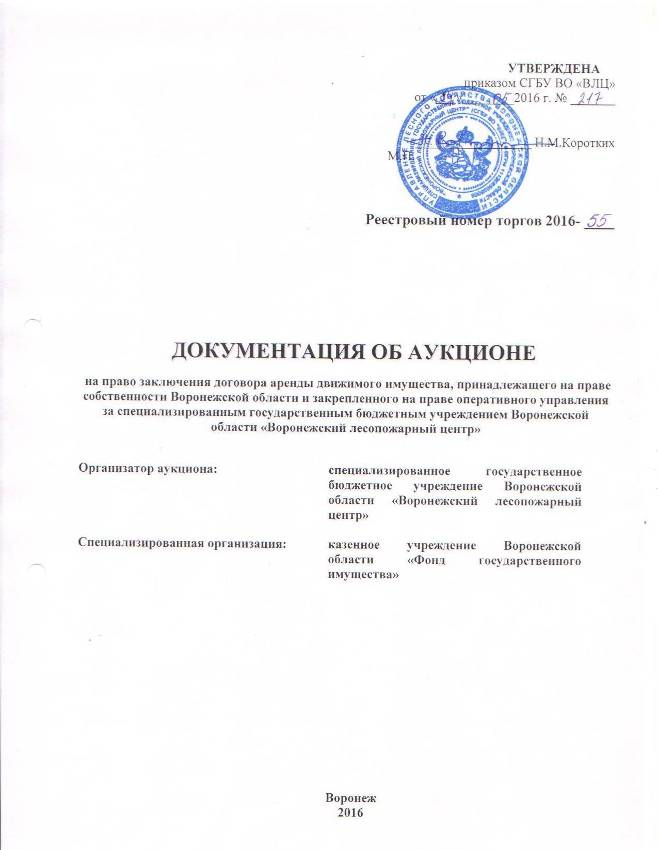 УТВЕРЖДЕНА
приказом СГБУ ВО «ВЛЦ»
от « 05 2016 г. № 217
Н.М.Коротких
М.П.
Реестровый номер торгов 2016- 55
ДОКУМЕНТАЦИЯ ОБ АУКЦИОНЕ
на право заключения договора аренды движимого имущества, принадлежащего на праве
собственности Воронежской области и закрепленного на праве оперативного управления
за специализированным государственным бюджетным учреждением Воронежской
области «Воронежский лесопожарный центр»
Организатор аукциона:
специализированное государственное
бюджетное учреждение Воронежской
области «Воронежский лесопожарный
центр»
Специализированная организация:
казенное учреждение Воронежской
области «Фонд государственного
имущества»
Воронеж
2016